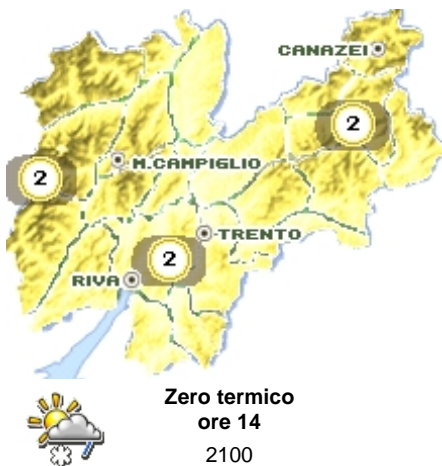 CANAZEI
2
2
M.CAMPIGLIO
TRENTO
2
RIVA
Zero termico
ore 14
2100